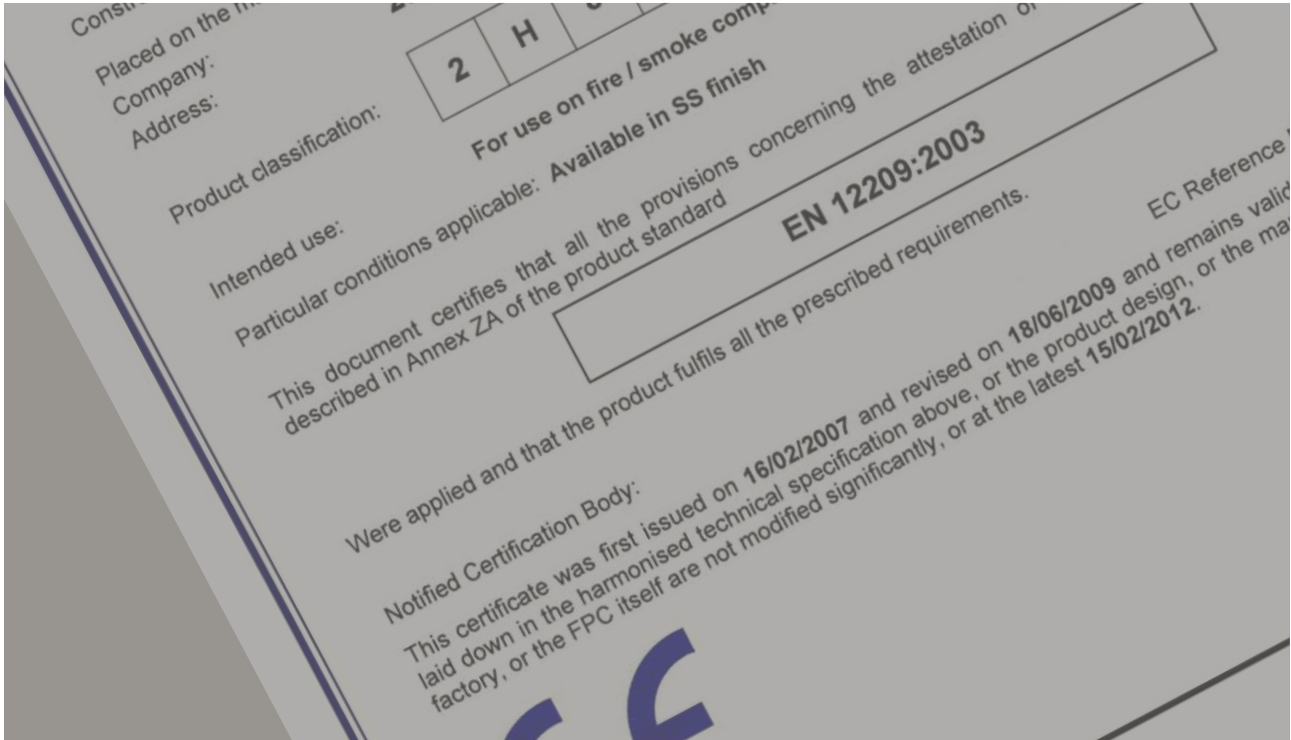 Placed on the
Company:
Address:
Product classification:
2 H
For use on fire / smoke
Intended use:
Particular conditions applicable: Available in SS finish
This document certifies that all the provisions concerning the attestation
described in Annex ZA of the product standard
EN 12209:2003
Were applied and that the product fulfils all the prescribed requirements.
EC Reference
Notified Certification Body:
This certificate was first issued on 16/02/2007 and revised on 18/06/2009 and remains valid
laid down in the harmonised technical specification above, or the product design, or the
factory, or the FPC itself are not modified significantly, or at the latest 15/02/2012.
CE